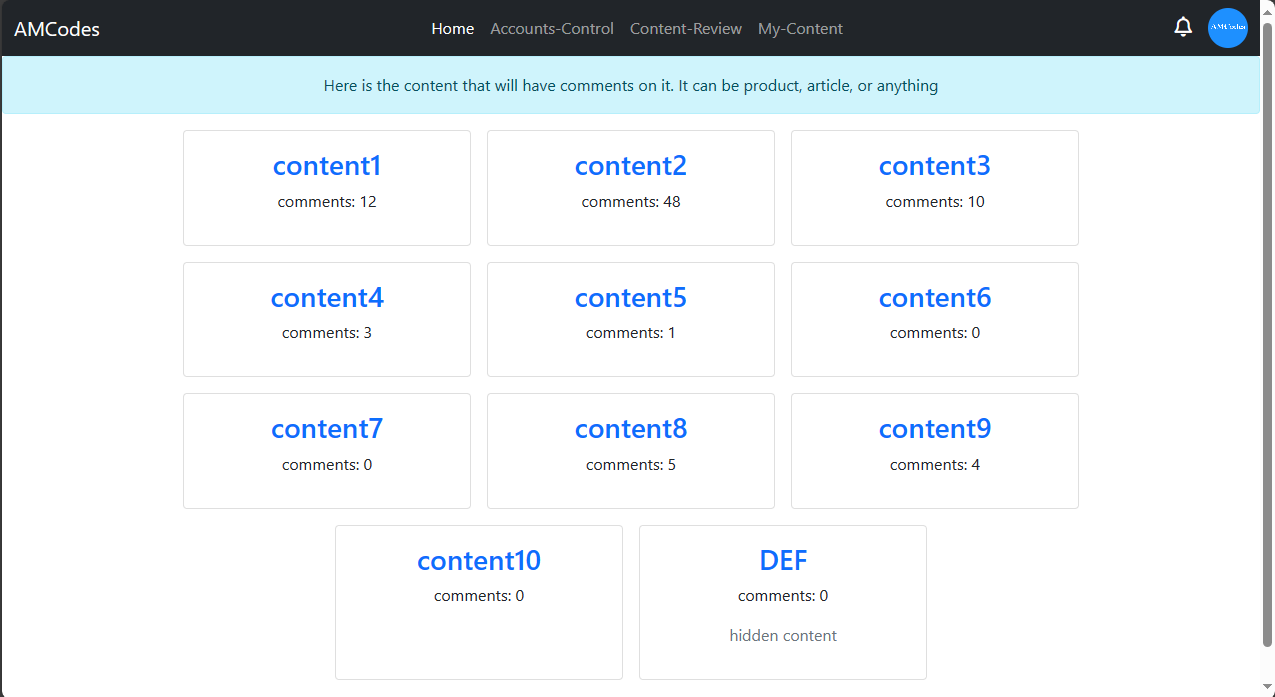 AMCodes Home Accounts-Control Content-Review My-Content AMCodes
Here is the content that will have comments on it. It can be product, article, or anything
content1
comments: 12
content2
comments: 48
content3
comments: 10
content4
comments: 3
content5
comments: 1
content6
comments: 0
content7
comments: 0
content8
comments: 5
content9
comments: 4
content10
comments: 0
DEF
comments: 0
hidden content